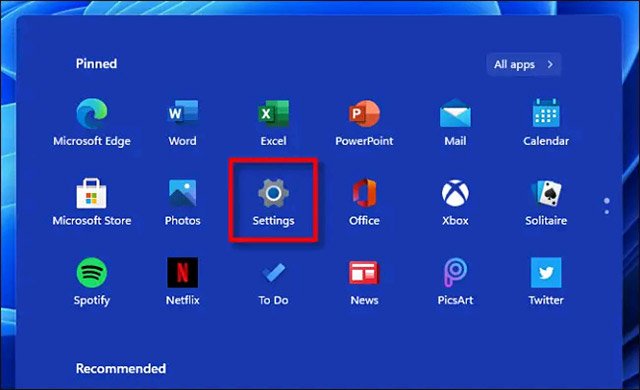 Pinned
All apps >
Microsoft Edge
Word
Excel
PowerPoint
Mail
Calendar
Microsoft Store
Photos
Settings
Office
Xbox
Solitaire
Spotify
Netflix
To Do
News
PicsArt
Twitter
Recommended